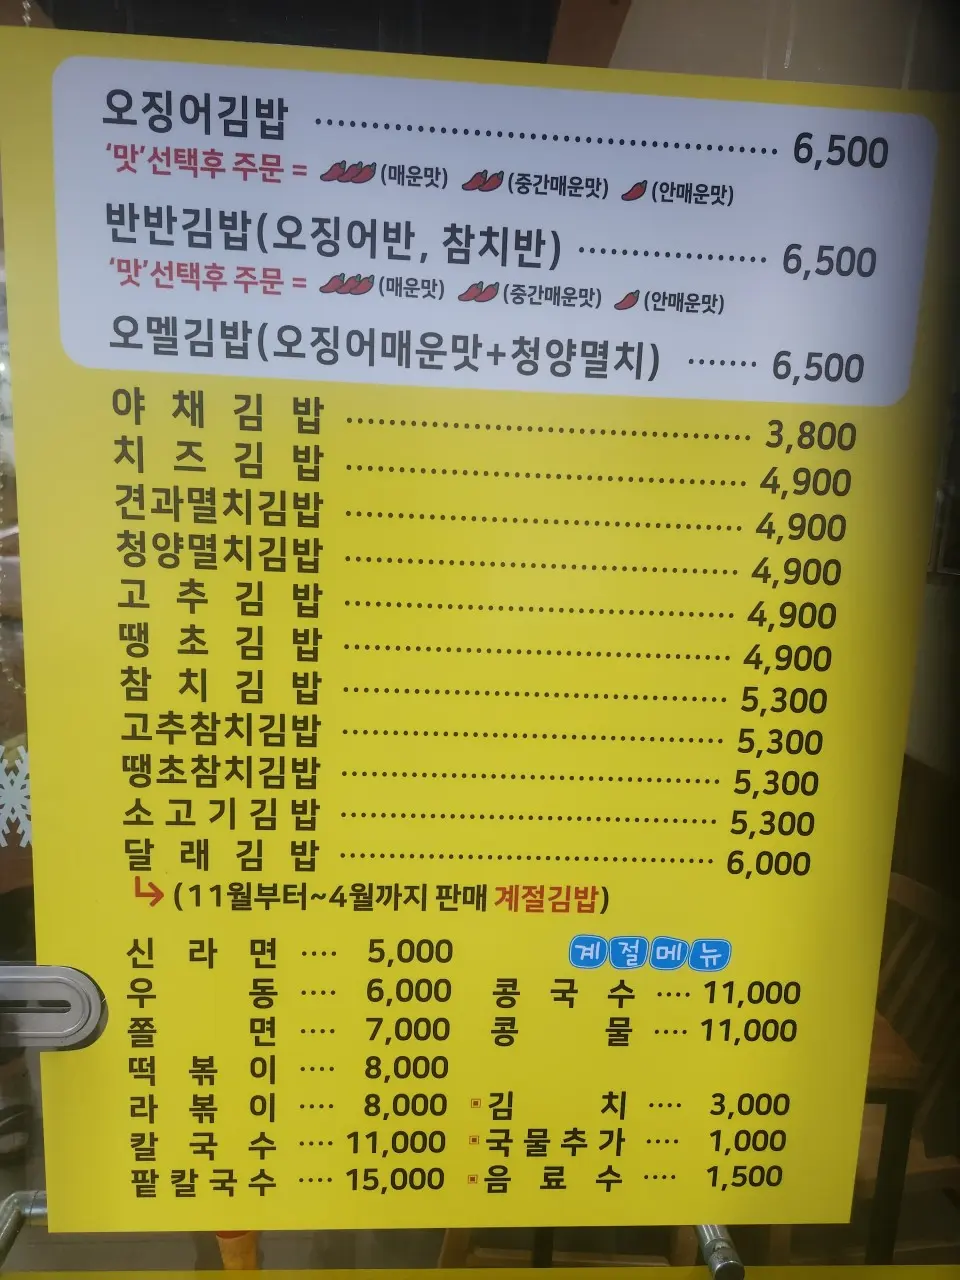 오징어김밥 ········ 6,500
‘맛’선택후 주문 = (매운맛) (중간매운맛) (안매운맛)
반반김밥(오징어반, 참치반) ········ 6,500
‘맛’선택후 주문 = (매운맛) (중간매운맛) (안매운맛)
오멜김밥(오징어매운맛+청양멸치) ······· 6,500
야채김밥 ········ 3,800
치즈김밥 ········ 4,900
견과멸치김밥 ········ 4,900
청양멸치김밥 ········ 4,900
고추김밥 ········ 4,900
땡초김밥 ········ 4,900
참치김밥 ········ 5,300
고추참치김밥 ········ 5,300
땡초참치김밥 ········ 5,300
소고기김밥 ········ 5,300
달래김밥 ········ 6,000
↳ (11월부터~4월까지 판매 계절김밥)
신라면 ···· 5,000
우동 ···· 6,000
쫄면 ···· 7,000
떡볶이 ···· 8,000
라볶이 ···· 8,000
칼국수 ···· 11,000
팥칼국수 ···· 15,000
계절메뉴
콩국수 ···· 11,000
콩물 ···· 11,000
▣김치 ···· 3,000
▣국물추가 ···· 1,000
▣음료수 ···· 1,500